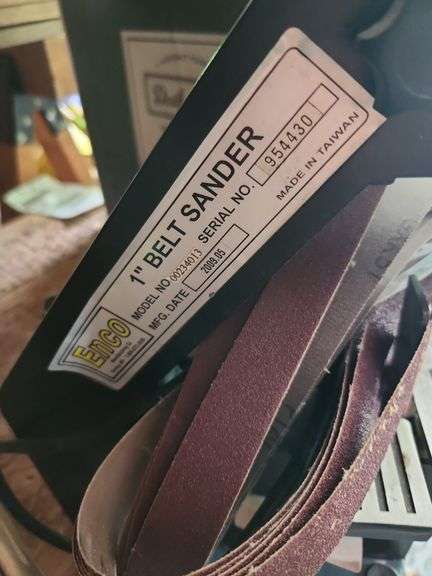 1" BELT SANDER
MODEL NO. 00234013 SERIAL NO. 954430
MFG. DATE 2009.05 MADE IN TAIWAN
ENCO